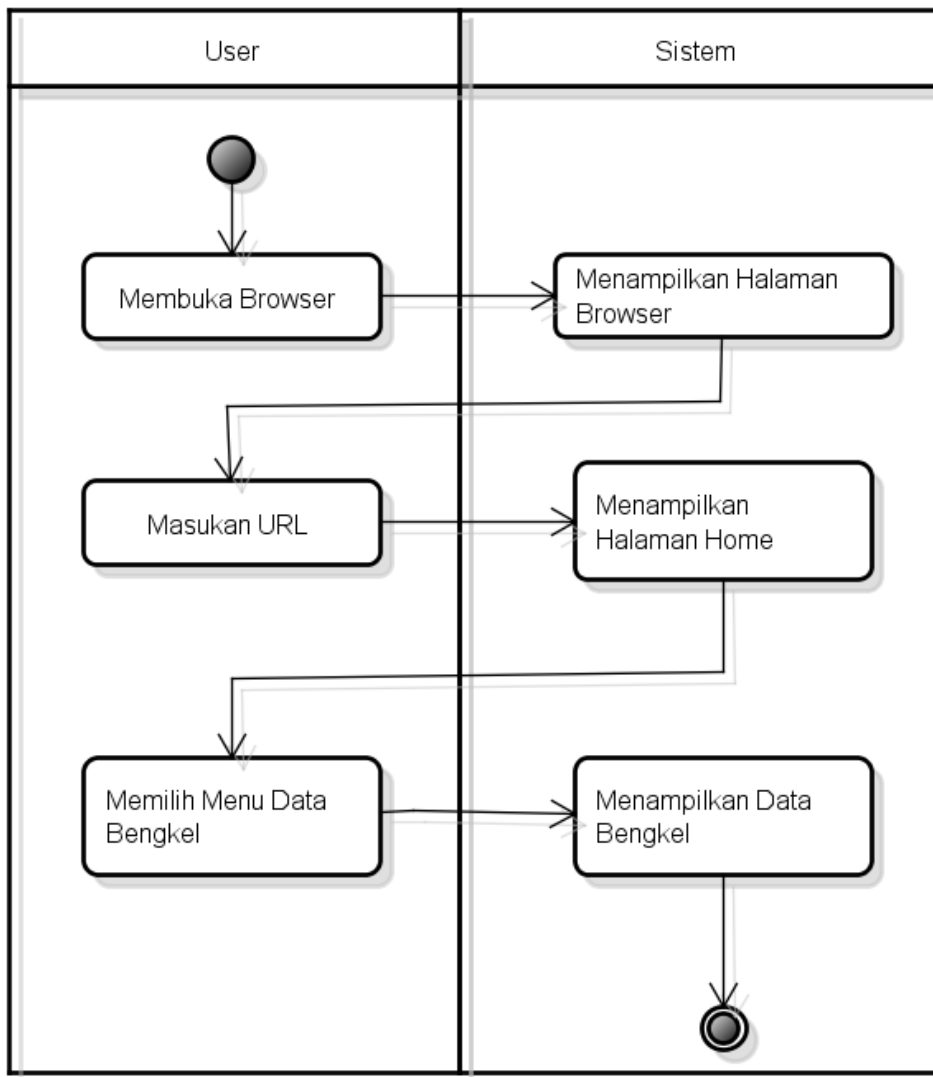 User
Sistem
Membuka Browser
Menampilkan Halaman
Browser
Masukan URL
Menampilkan
Halaman Home
Memilih Menu Data
Bengkel
Menampilkan Data
Bengkel